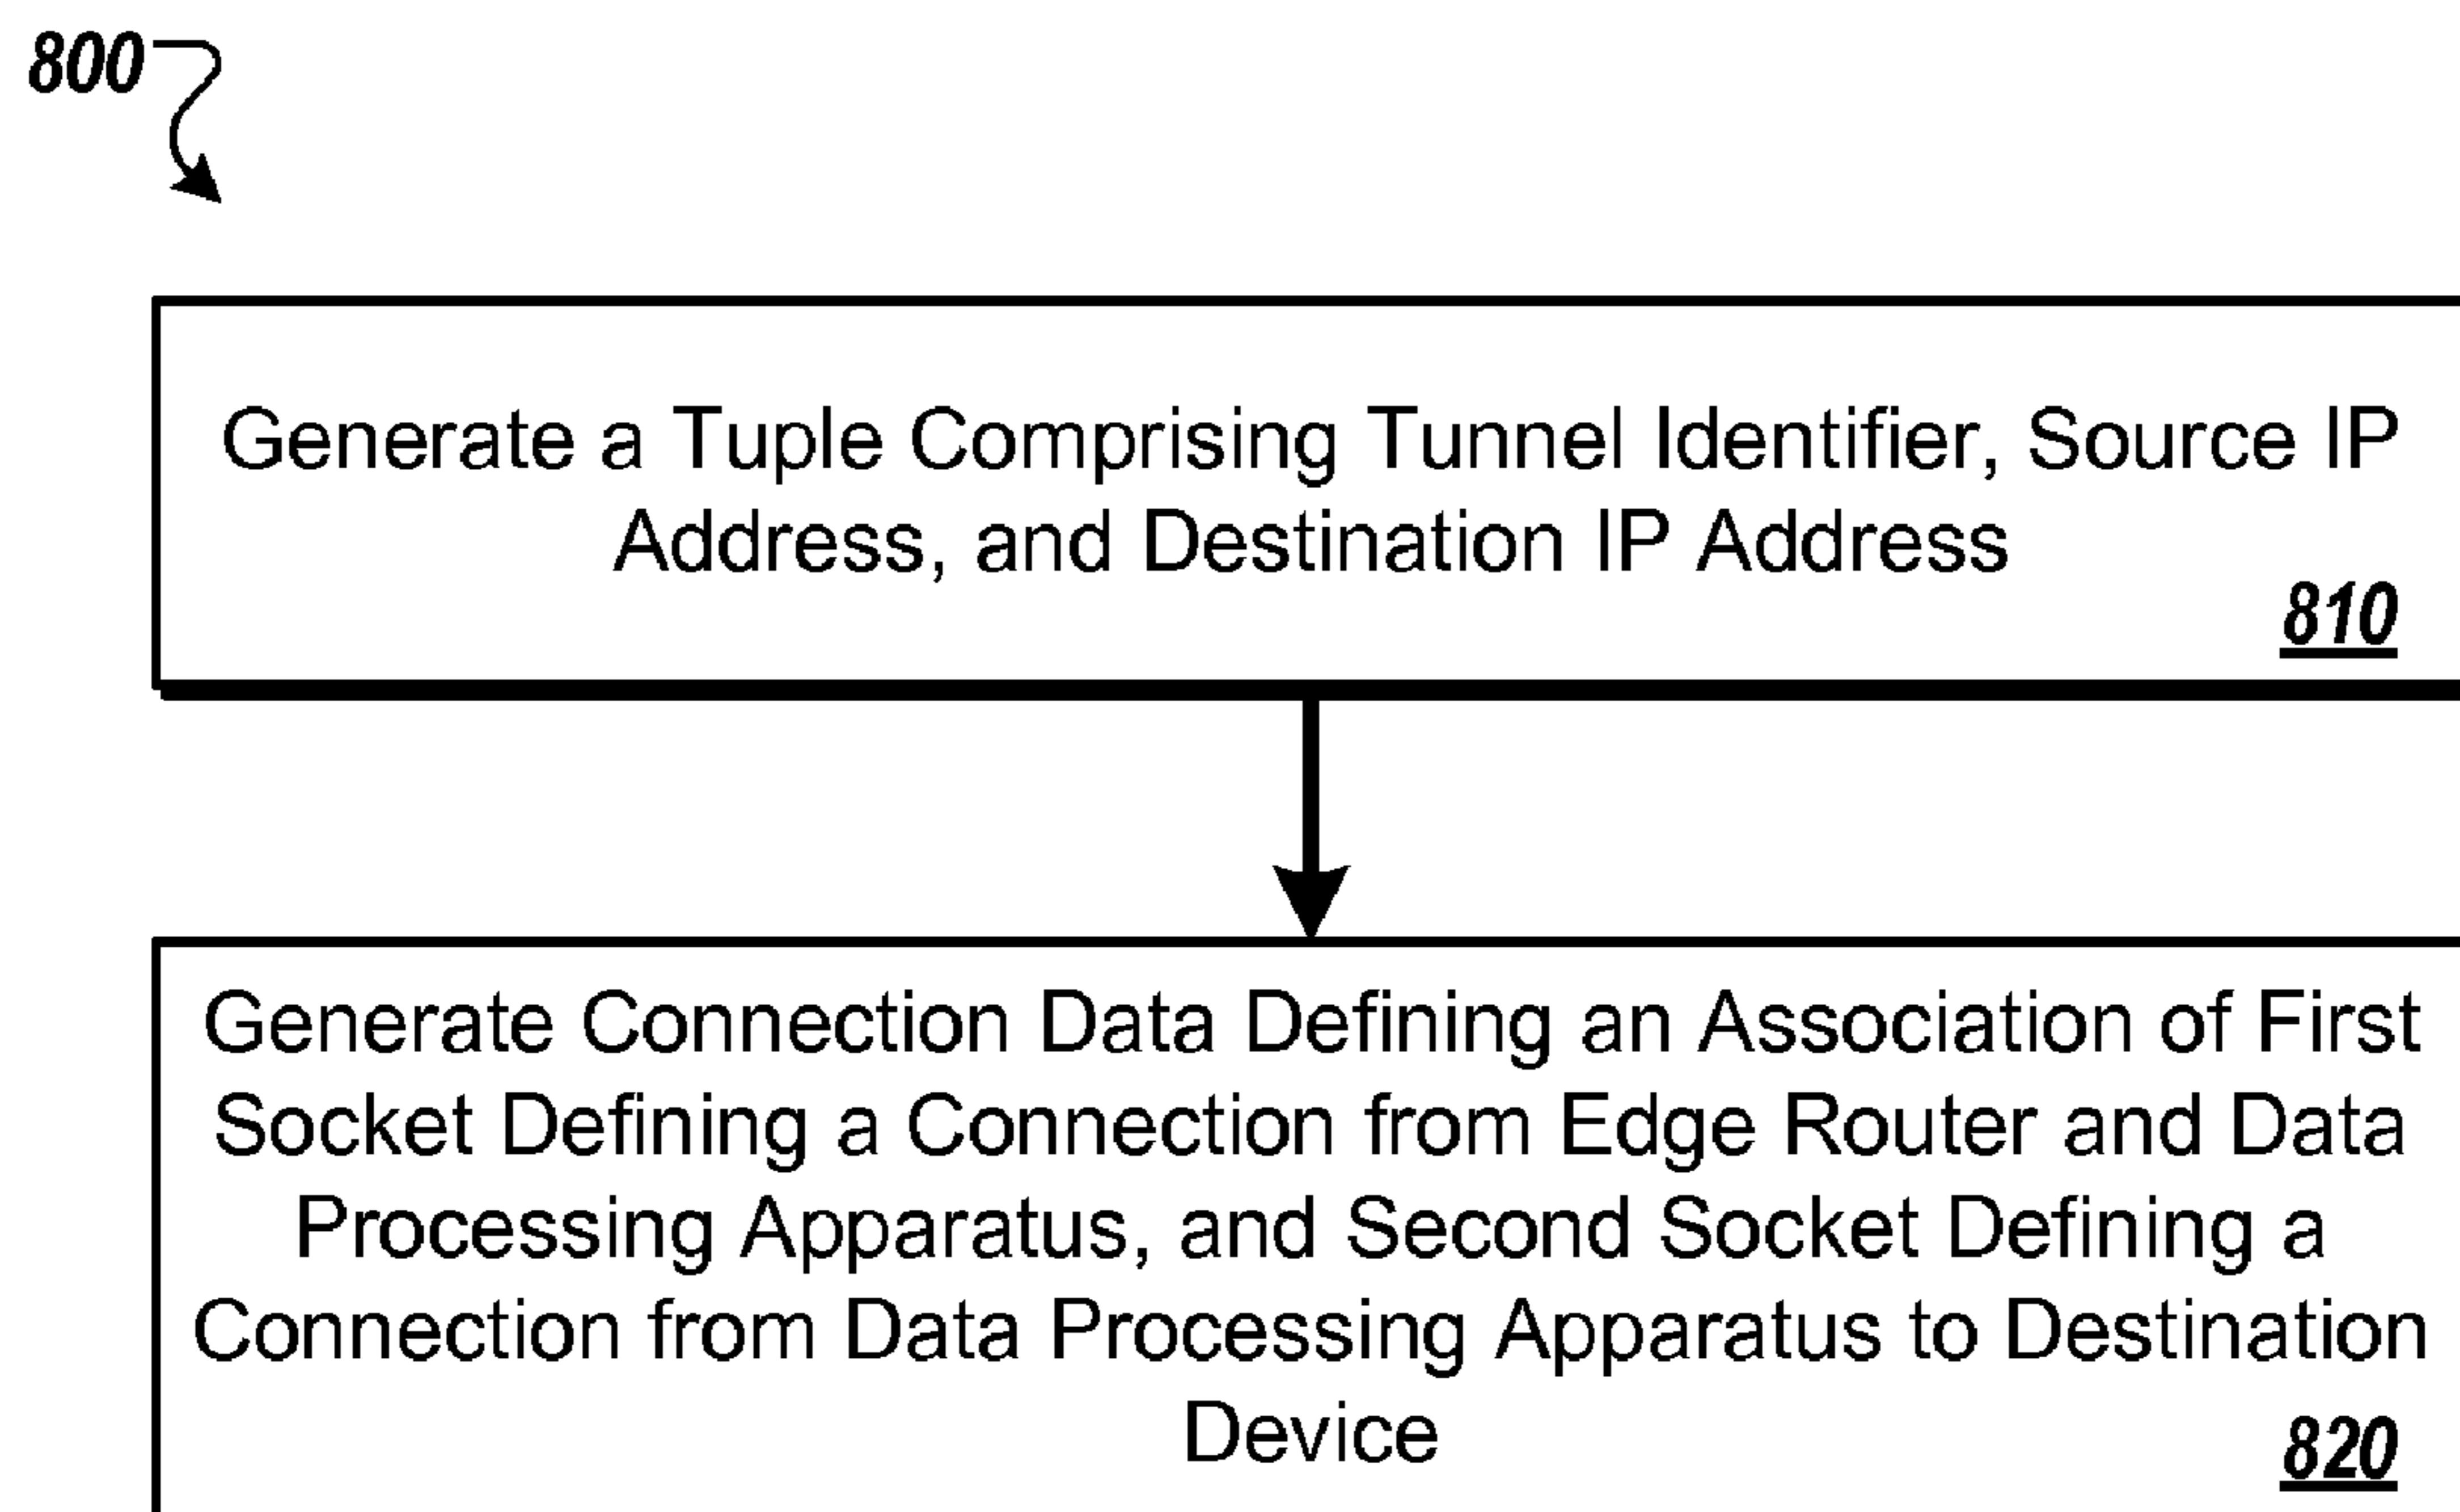 800
Generate a Tuple Comprising Tunnel Identifier, Source IP
Address, and Destination IP Address
810
Generate Connection Data Defining an Association of First
Socket Defining a Connection from Edge Router and Data
Processing Apparatus, and Second Socket Defining a
Connection from Data Processing Apparatus to Destination
Device
820